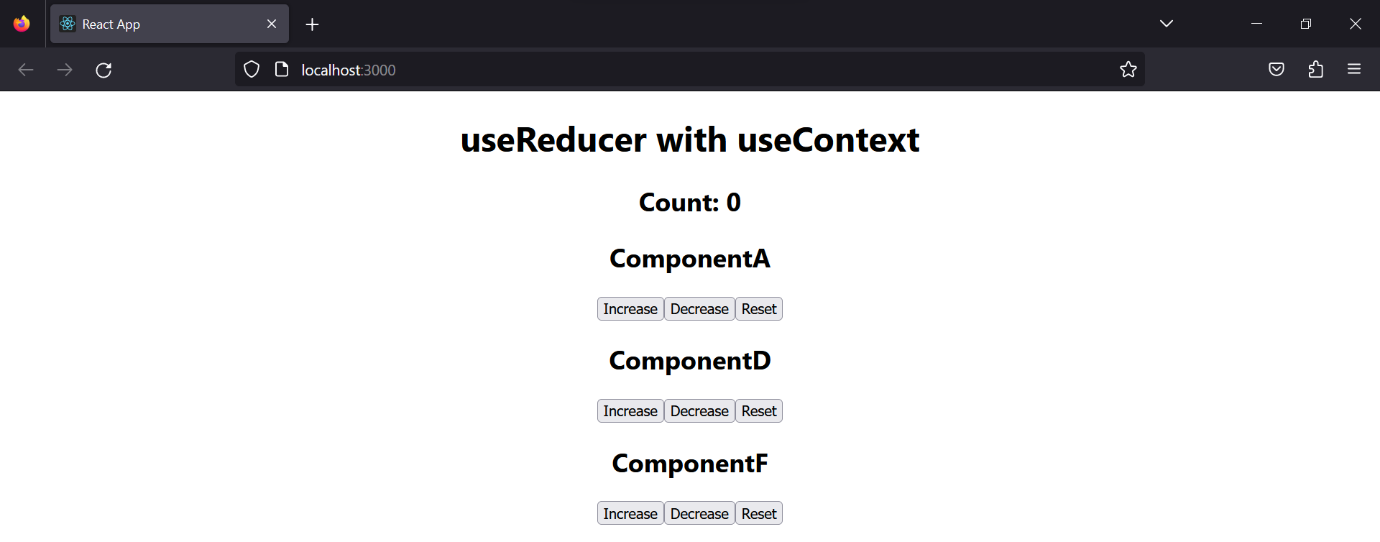 React App
localhost:3000
useReducer with useContext
Count: 0
ComponentA
Increase Decrease Reset
ComponentD
Increase Decrease Reset
ComponentF
Increase Decrease Reset